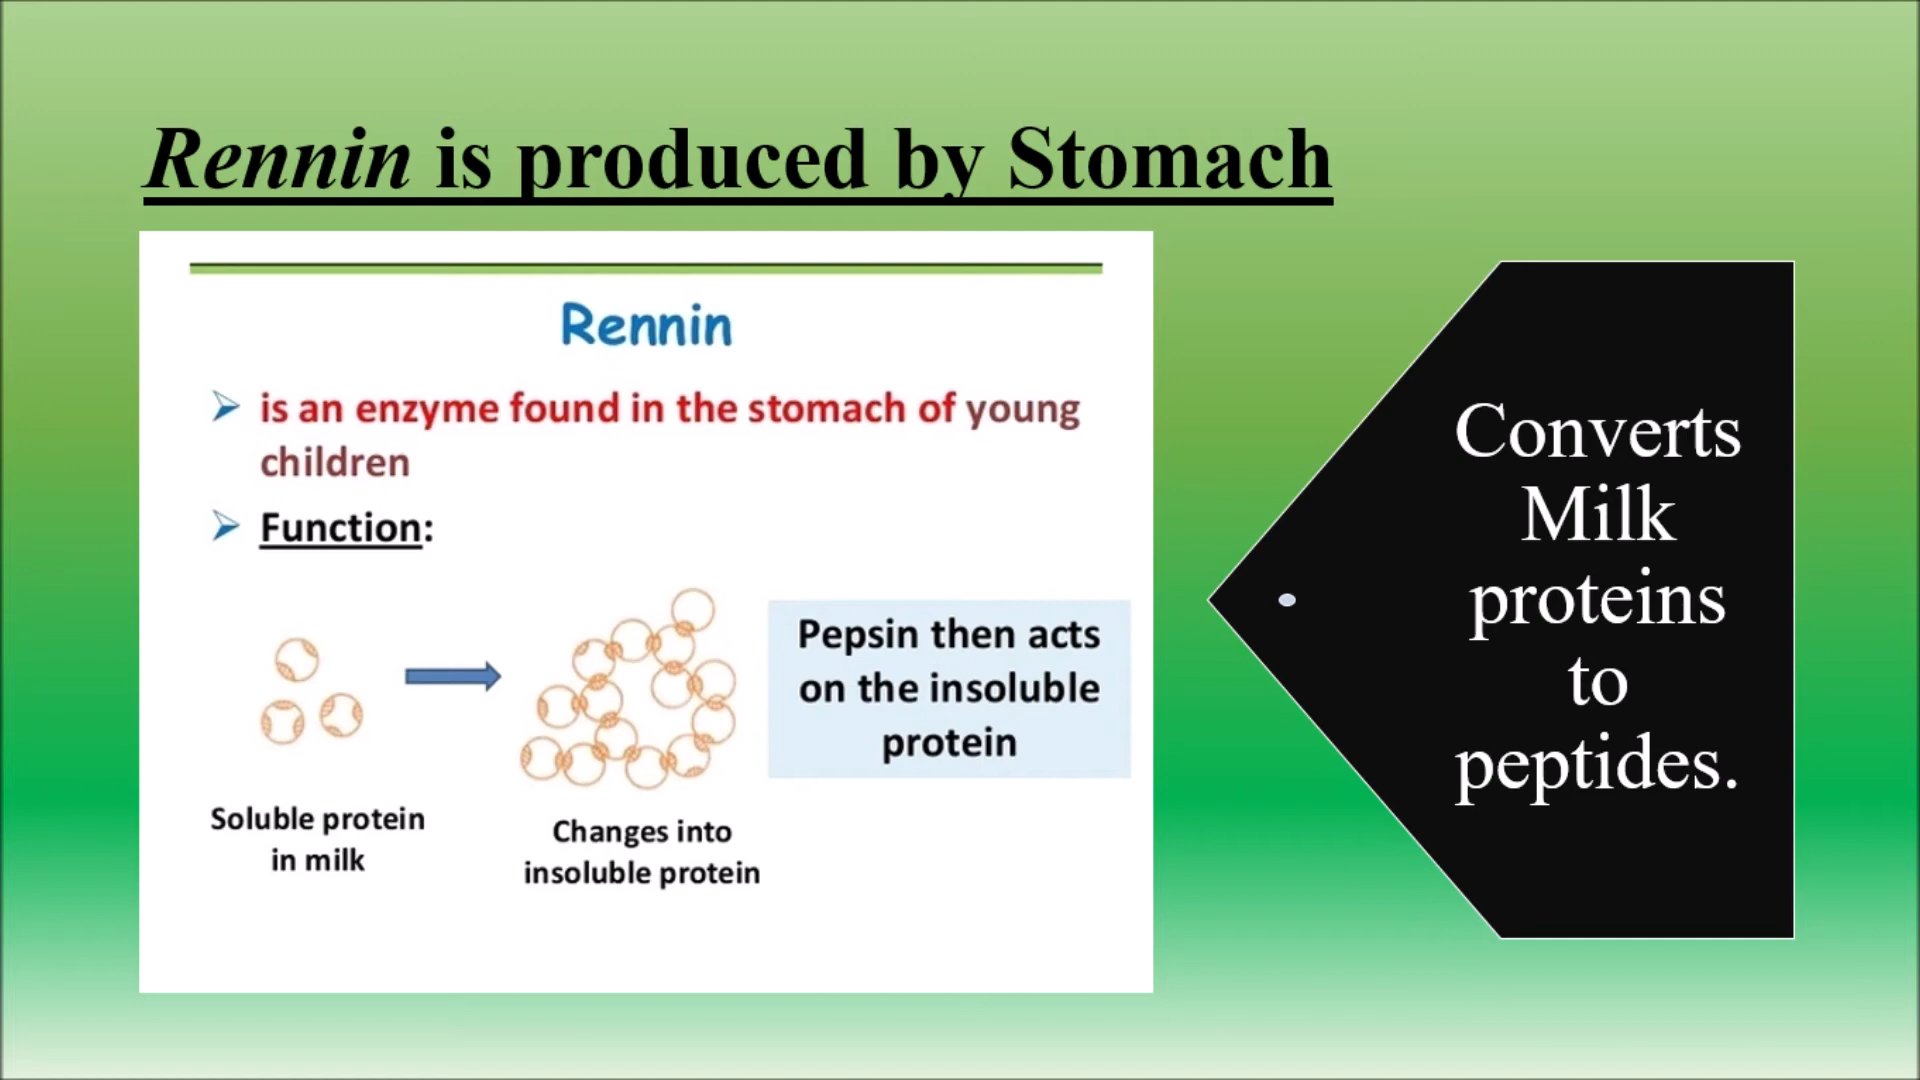 Rennin is produced by Stomach
Rennin
is an enzyme found in the stomach of young
children
Function:
Soluble protein
in milk
Changes into
insoluble protein
Pepsin then acts
on the insoluble
protein
Converts
Milk
proteins
to
peptides.